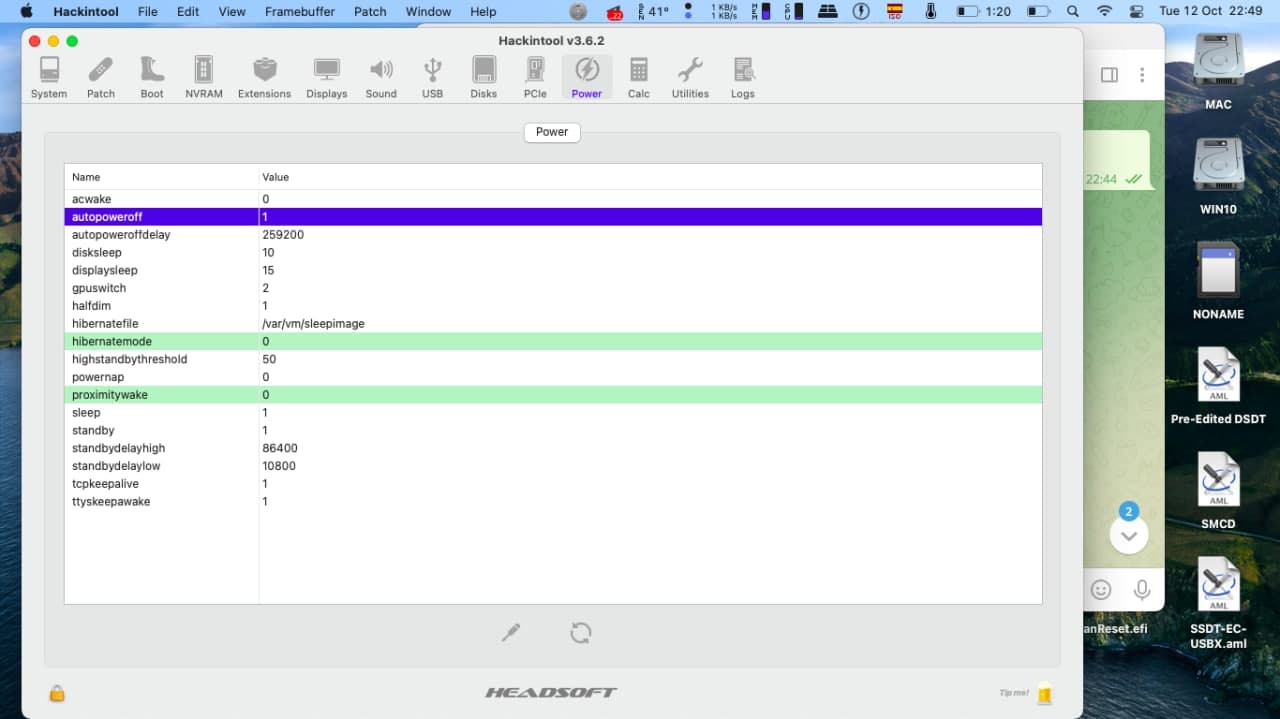 Hackintool File Edit View Framebuffer Patch Window Help 22 41° 1 KB/s 1 KB/s ISO 1:20 Tue 12 Oct 22:49
Hackintool v3.6.2
System Patch Boot NVRAM Extensions Displays Sound USB Disks PCIe Power Calc Utilities Logs
Power
Name Value
acwake 0
autopoweroff 1
autopoweroffdelay 259200
disksleep 10
displaysleep 15
gpuswitch 2
halfdim 1
hibernatefile /var/vm/sleepimage
hibernatemode 0
highstandbythreshold 50
powernap 0
proximitywake 0
sleep 1
standby 1
standbydelayhigh 86400
standbydelaylow 10800
tcpkeepalive 1
ttyskeepawake 1
HEADSOFT
Tip me!
22:44
2
anReset.efi
MAC
WIN10
NONAME
AML
Pre-Edited DSDT
AML
SMCD
AML
SSDT-EC-
USBX.aml